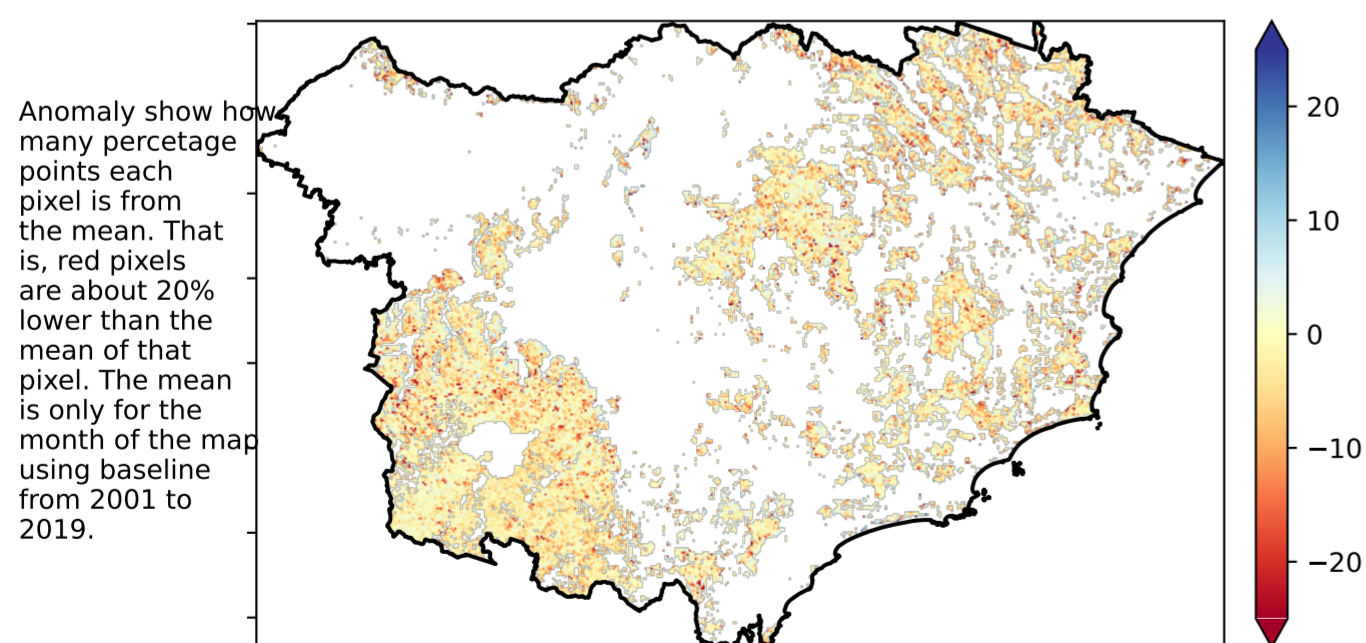 Anomaly show how
many percetage
points each
pixel is from
the mean. That
is, red pixels
are about 20%
lower than the
mean of that
pixel. The mean
is only for the
month of the map
using baseline
from 2001 to
2019.
20
10
0
−10
−20